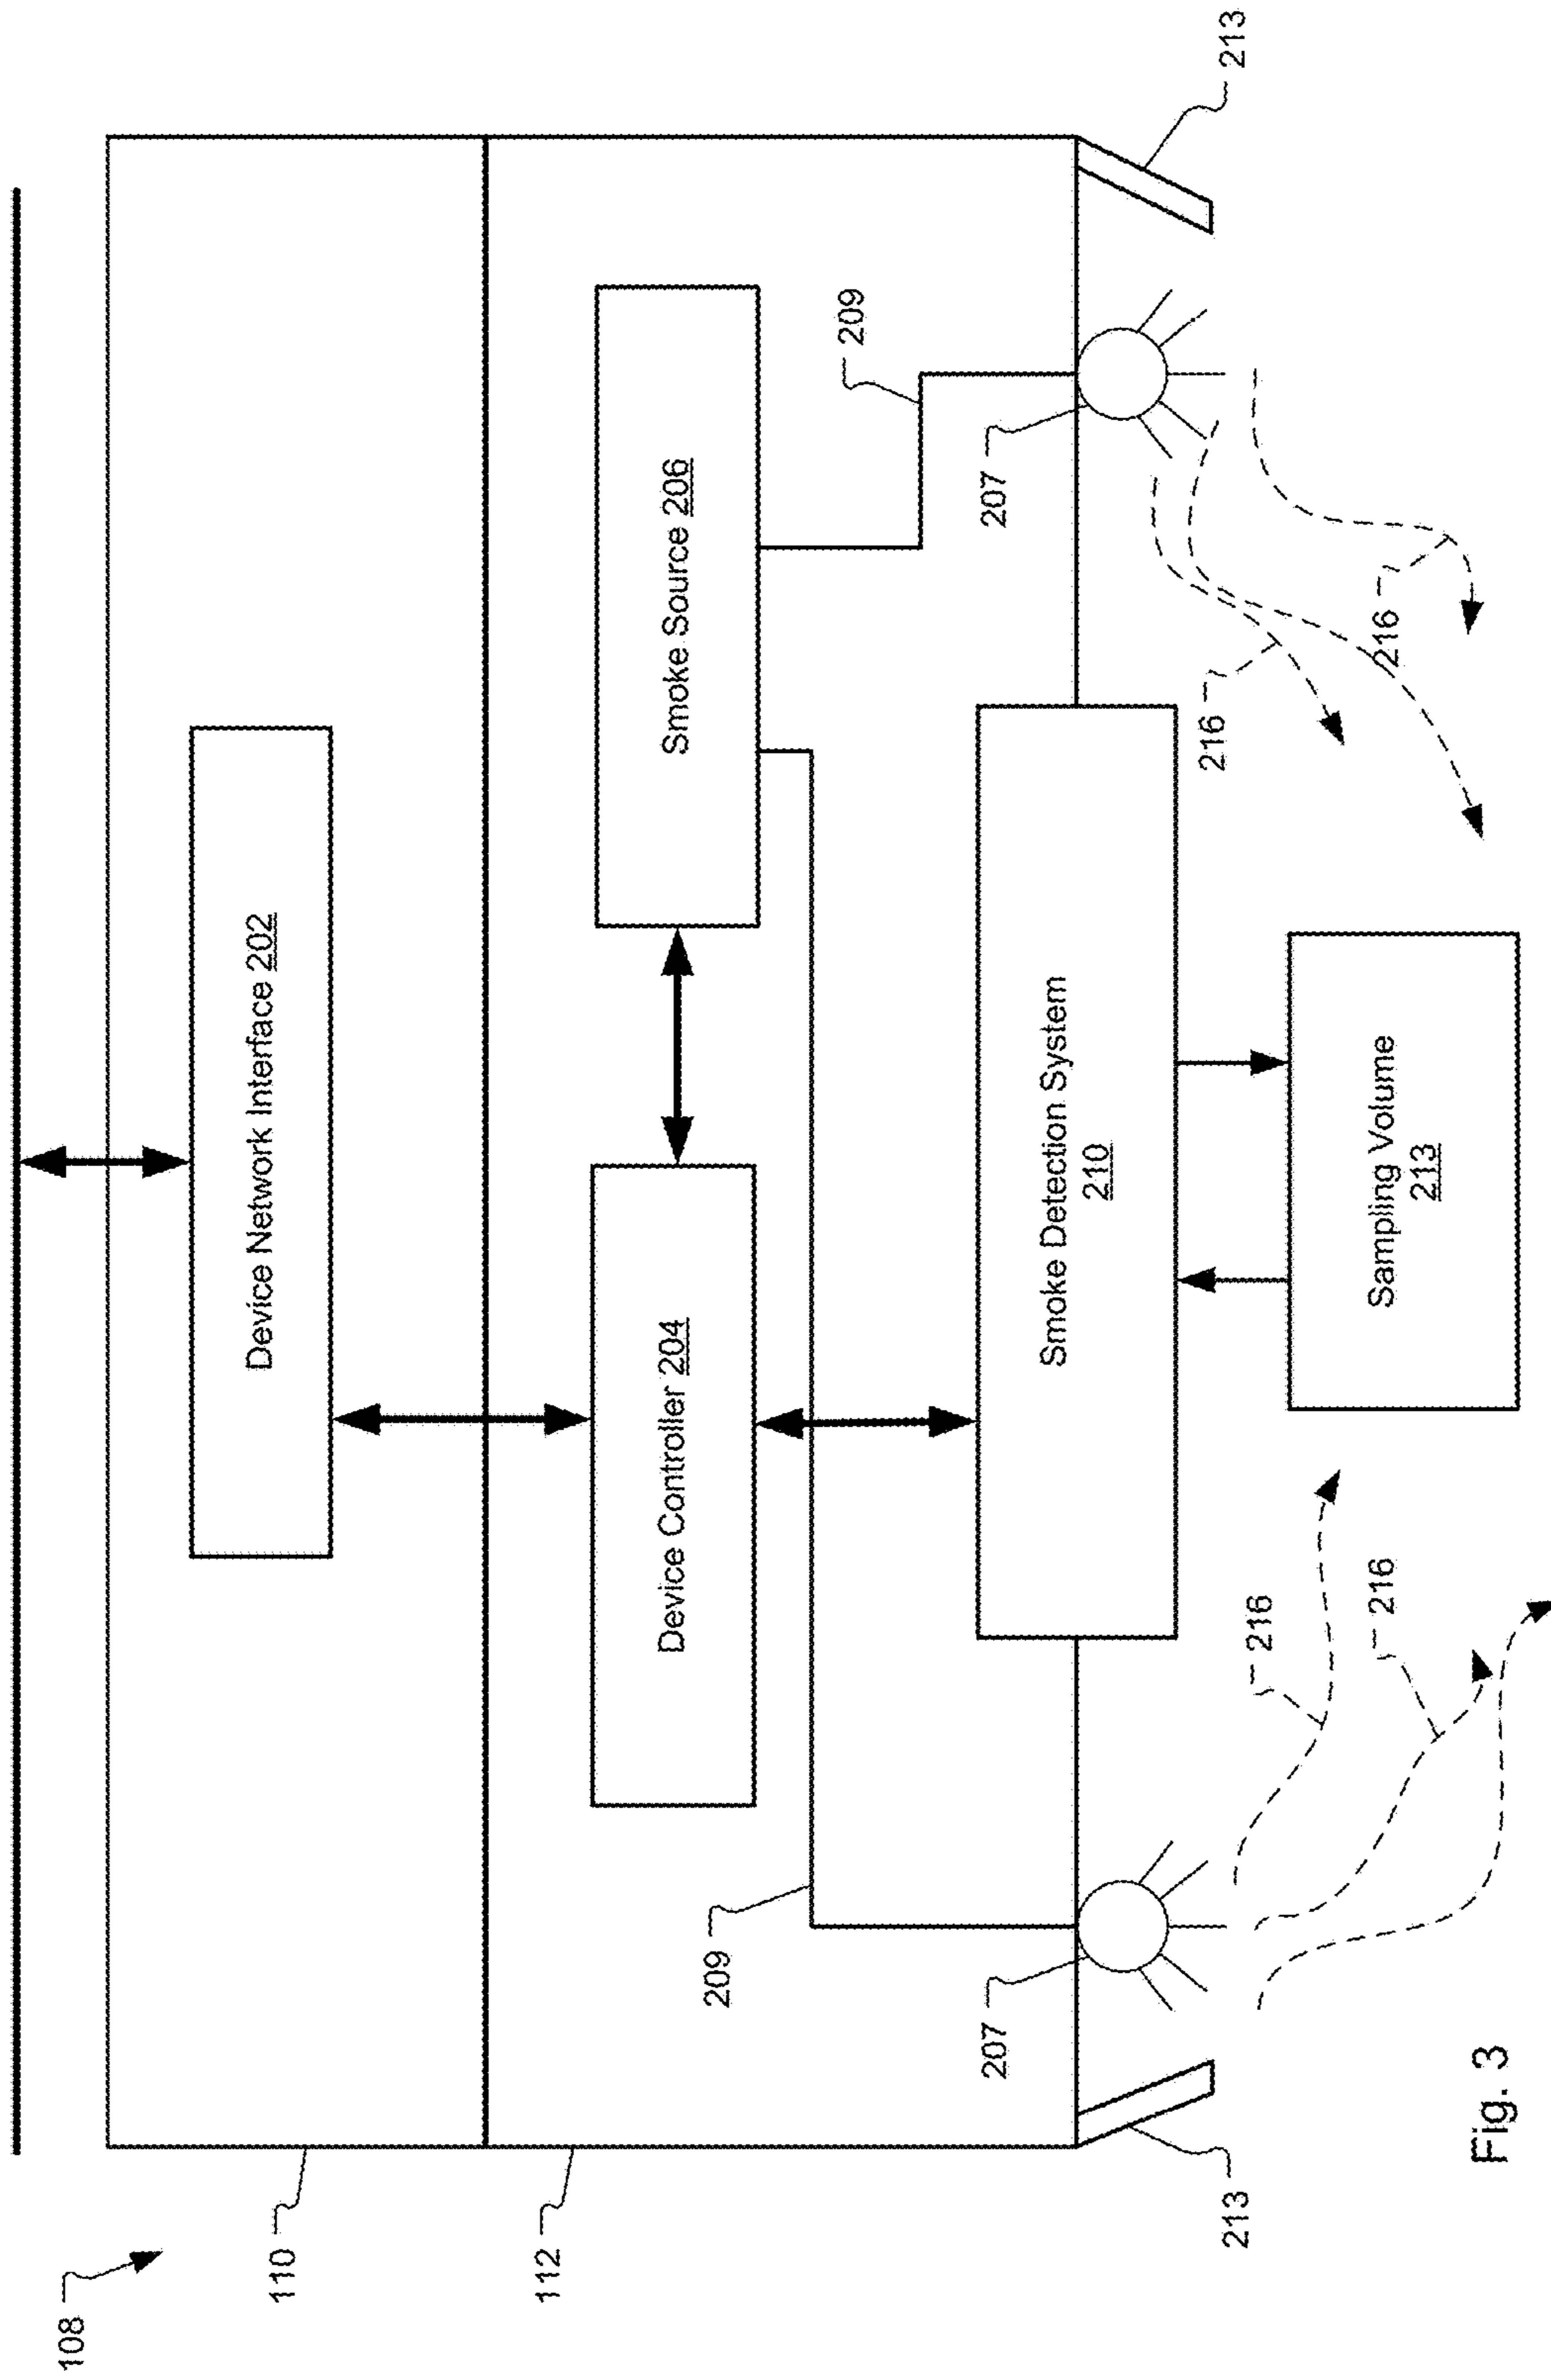 108
110
Device Network Interface 202
112
Device Controller 204
Smoke Source 206
209
209
207
207
Smoke Detection System
210
213
213
216
216
Sampling Volume
213
216
216
Fig. 3